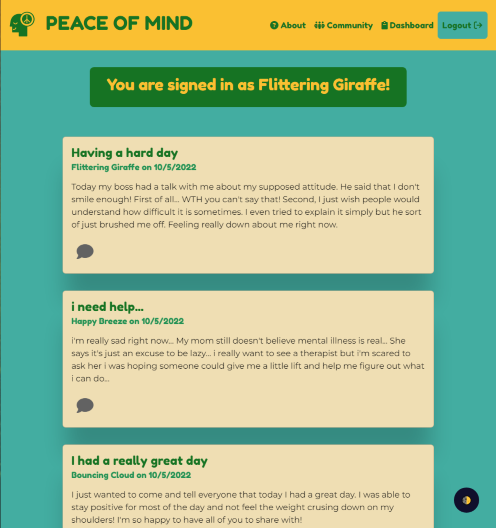 PEACE OF MIND
About
Community
Dashboard
Logout
You are signed in as Flittering Giraffe!
Having a hard day
Flittering Giraffe on 10/5/2022
Today my boss had a talk with me about my supposed attitude. He said that I don't
smile enough! First of all... WTH you can't say that! Second, I just wish people would
understand how difficult it is sometimes. I even tried to explain it simply but he sort
of just brushed me off. Feeling really down about me right now.
i need help...
Happy Breeze on 10/5/2022
i'm really sad right now... My mom still doesn't believe mental illness is real... She
says it's just an excuse to be lazy... i really want to see a therapist but i'm scared to
ask her i was hoping someone could give me a little lift and help me figure out what
i can do...
I had a really great day
Bouncing Cloud on 10/5/2022
I just wanted to come and tell everyone that today I had a great day. I was able to
stay positive for most of the day and not feel the weight crusing down on my
shoulders! I'm so happy to have all of you to share with!